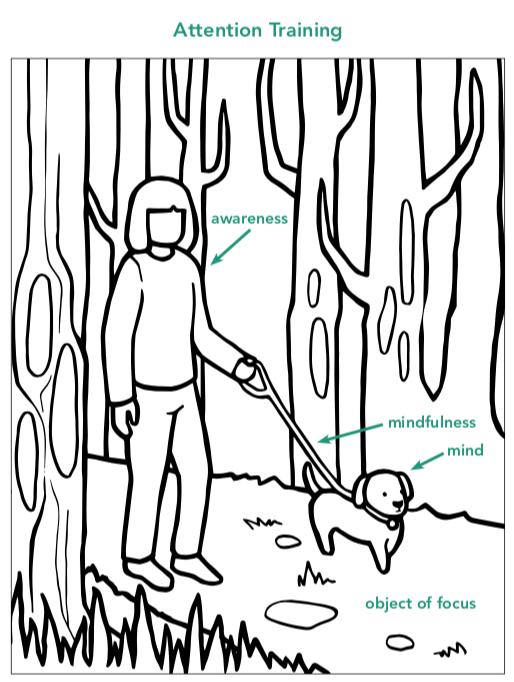 Attention Training
awareness
mindfulness
mind
object of focus